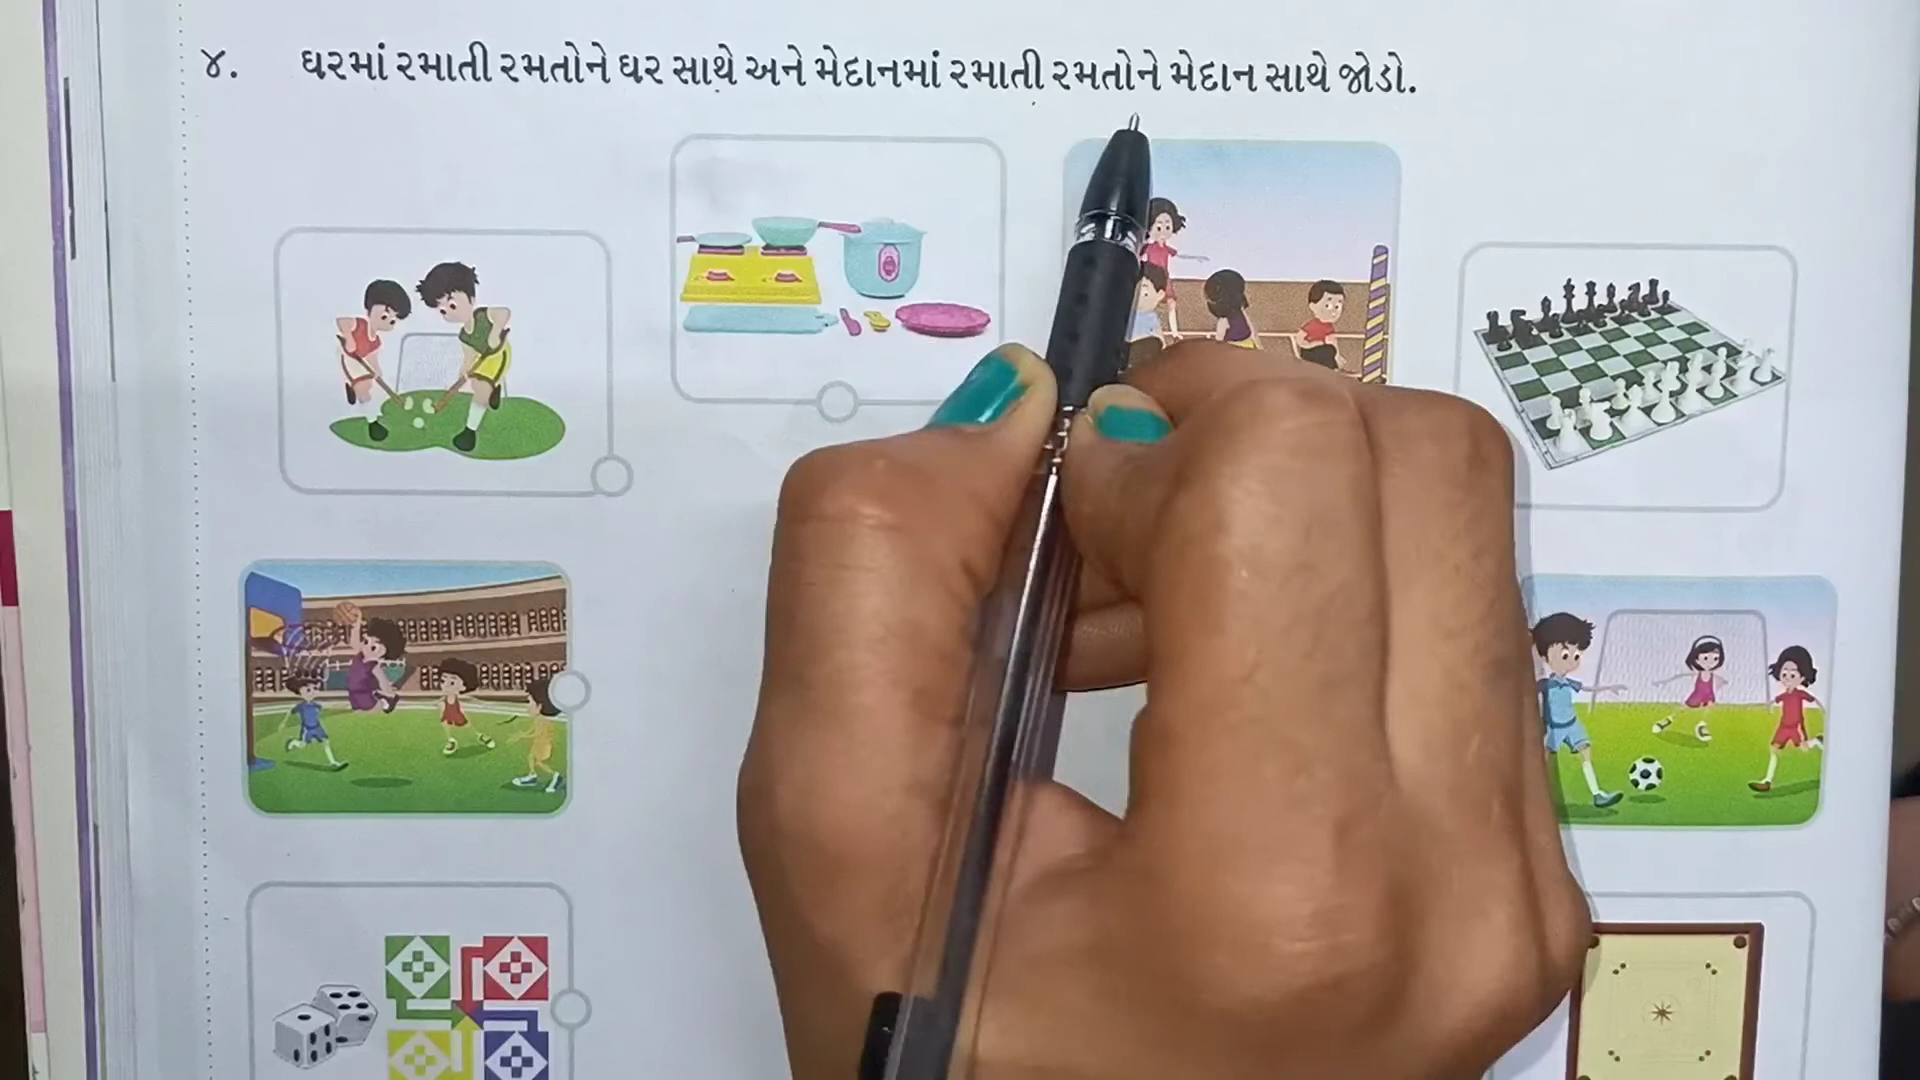 ૪. ઘરમાં રમાતી રમતોને ઘર સાથે અને મેદાનમાં રમાતી રમતોને મેદાન સાથે જોડો.